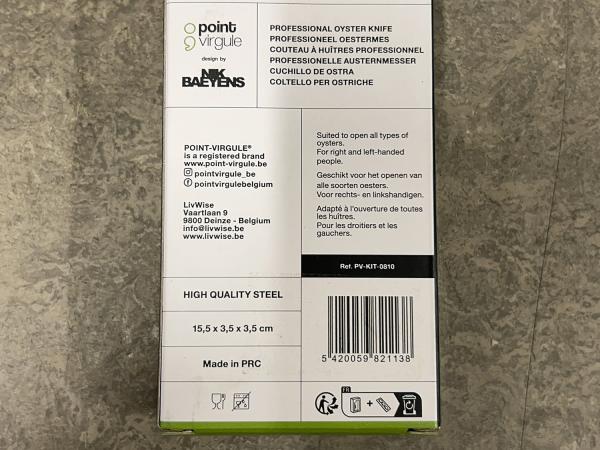 point
virgule
design by
NIK
BAEYENS
PROFESSIONAL OYSTER KNIFE
PROFESSIONEEL OESTERMES
COUTEAU À HUÎTRES PROFESSIONNEL
PROFESSIONELLE AUSTERNMESSER
CUCHILLO DE OSTRA
COLTELLO PER OSTRICHE
POINT-VIRGULE®
is a registered brand
www.point-virgule.be
pointvirgule_be
pointvirgulebelgium
LivWise
Vaartlaan 9
9800 Deinze - Belgium
info@livwise.be
www.livwise.be
Suited to open all types of
oysters.
For right and left-handed
people.
Geschikt voor het openen van
alle soorten oesters.
Voor rechts- en linkshandigen.
Adapté à l'ouverture de toutes
les huîtres.
Pour les droitiers et les
gauchers.
Ref. PV-KIT-0810
HIGH QUALITY STEEL
15,5 x 3,5 x 3,5 cm
Made in PRC
5 420059 821138
FR
+